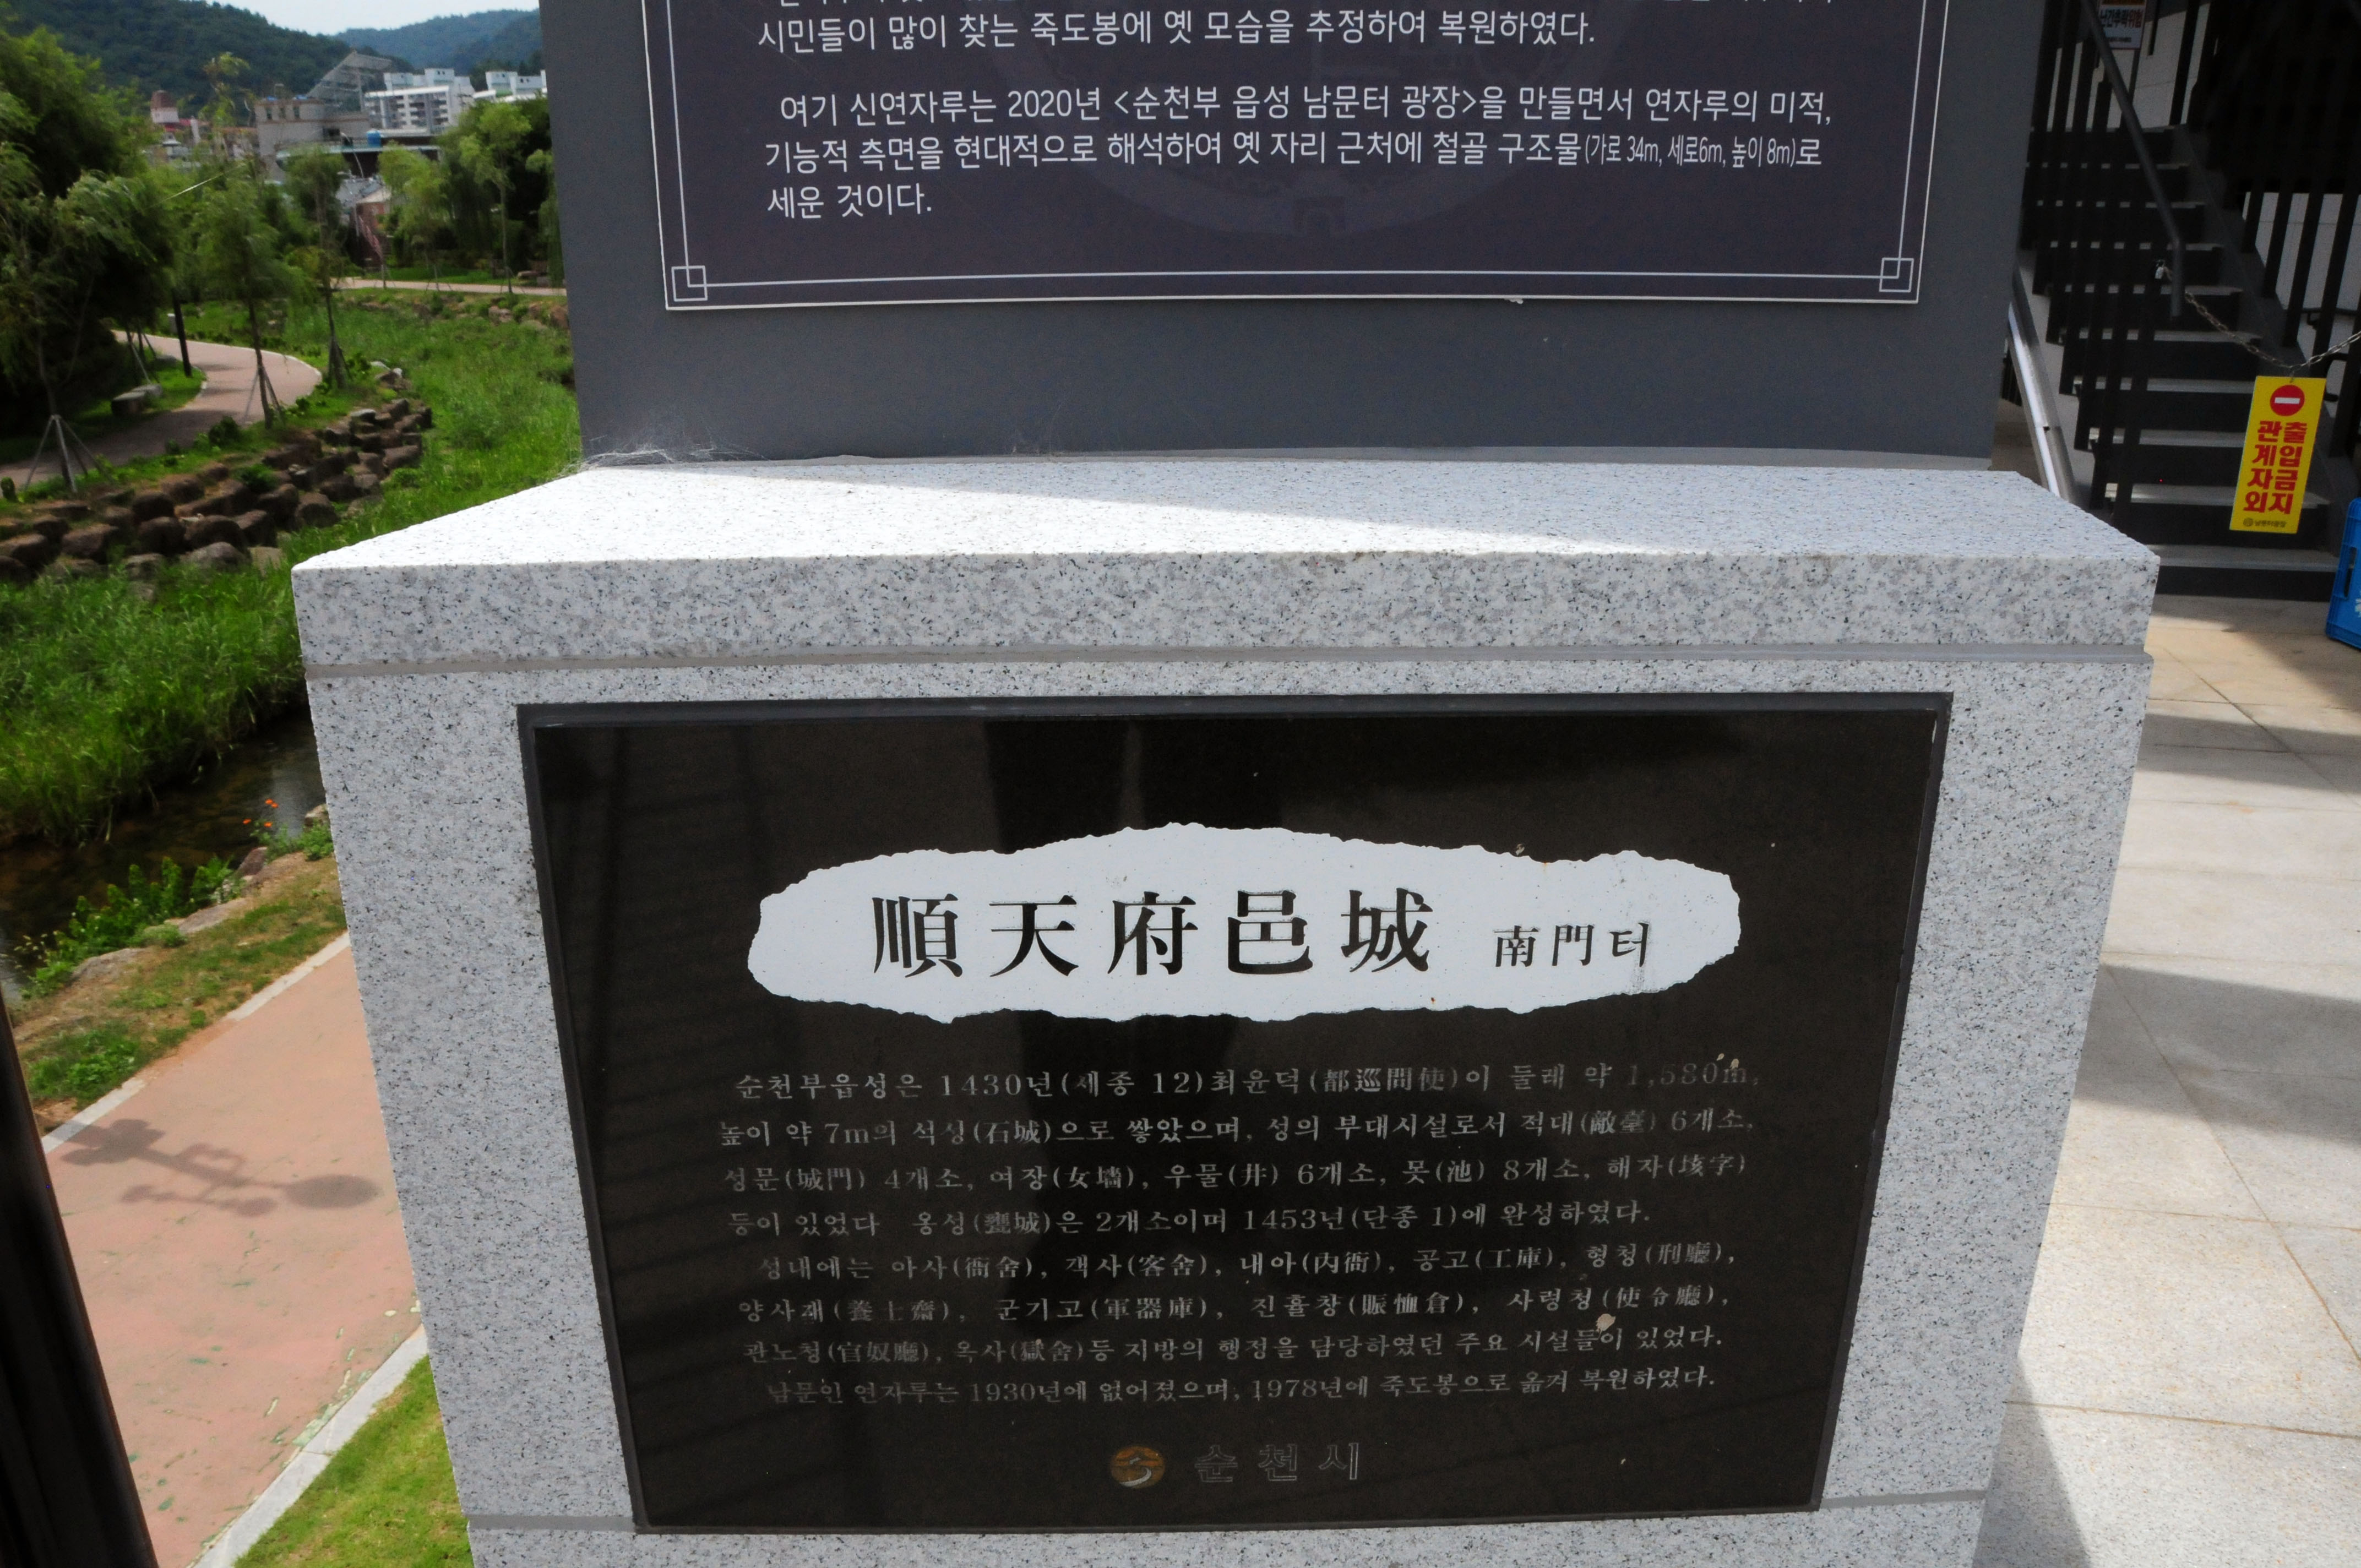 시민들이 많이 찾는 죽도봉에 옛 모습을 추정하여 복원하였다.
여기 신연자루는 2020년 <순천부 읍성 남문터 광장>을 만들면서 연자루의 미적,
기능적 측면을 현대적으로 해석하여 옛 자리 근처에 철골 구조물(가로 34m, 세로6m, 높이 8m)로
세운 것이다.
출입금지
관계자외
順天府邑城 南門터
순천부읍성은 1430년(세종 12)최윤덕(都巡問使)이 둘레 약 1,580m,
높이 약 7m의 석성(石城)으로 쌓았으며, 성의 부대시설로서 적대(敵臺) 6개소,
성문(城門) 4개소, 여장(女墻), 우물(井) 6개소, 못(池) 8개소, 해자(垓字)
등이 있었다 옹성(甕城)은 2개소이며 1453년(단종 1)에 완성하였다.
성내에는 아사(衙舍), 객사(客舍), 내아(內衙), 공고(工庫), 형청(刑廳),
양사재(養士齋), 군기고(軍器庫), 진휼창(賑恤倉), 사령청(使令廳),
관노청(官奴廳), 옥사(獄舍)등 지방의 행정을 담당하였던 주요 시설들이 있었다.
남문인 연자루는 1930년에 없어졌으며, 1978년에 죽도봉으로 옮겨 복원하였다.
순천시